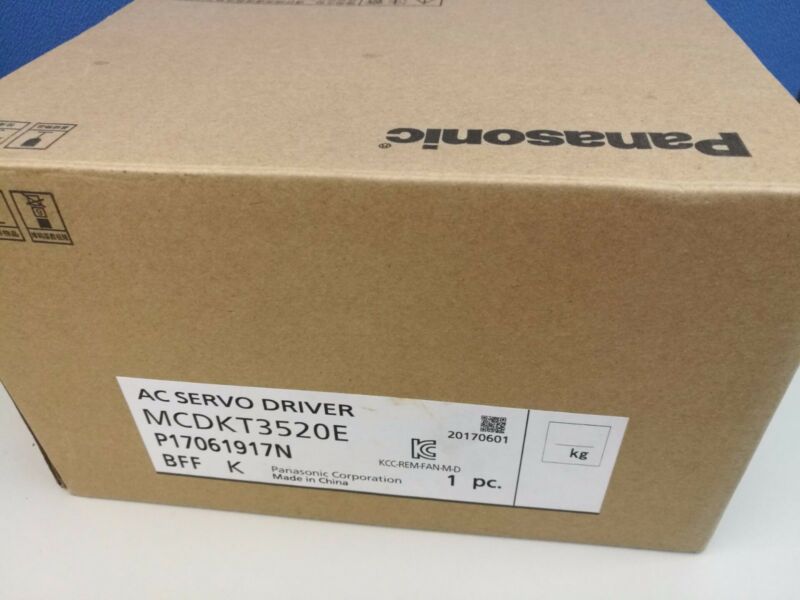 Panasonic®
AC SERVO DRIVER
MCDKT3520E
P17061917N
BFF K
Panasonic Corporation
Made in China
KCC-REM-FAN-M-D
20170601
1 pc.
kg